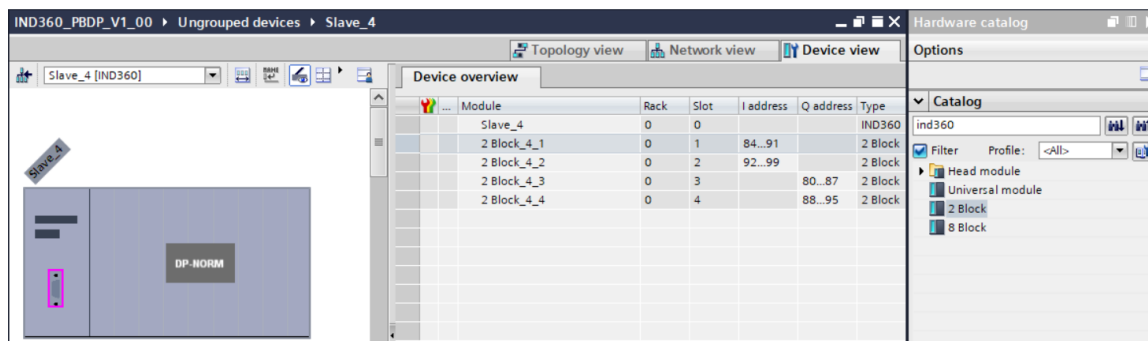 IND360_PBDP_V1_00 ▸ Ungrouped devices ▸ Slave_4
Topology view Network view Device view
Slave_4 [IND360]
Device overview
... Module Rack Slot I address Q address Type
Slave_4 0 0 IND360
2 Block_4_1 0 1 84...91 2 Block
2 Block_4_2 0 2 92...99 2 Block
2 Block_4_3 0 3 80...87 2 Block
2 Block_4_4 0 4 88...95 2 Block
Slave_4
DP-NORM
Hardware catalog
Options
Catalog
ind360
Filter Profile: <All>
Head module
Universal module
2 Block
8 Block